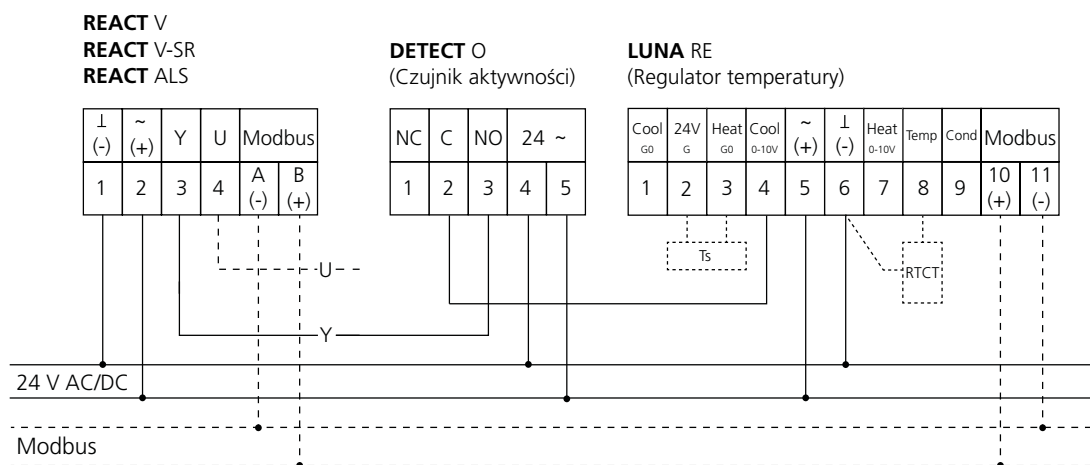 REACT V
REACT V-SR
REACT ALS
DETECT O
(Czujnik aktywności)
LUNA RE
(Regulator temperatury)
⊥ (-) ~ (+) Y U Modbus
1 2 3 4 A (-) B (+)
NC C NO 24 ~
1 2 3 4 5
Cool G0 24V G Heat G0 Cool 0-10V ~ (+) ⊥ (-) Heat 0-10V Temp Cond Modbus
1 2 3 4 5 6 7 8 9 10 (+) 11 (-)
Ts
RTCT
U
Y
24 V AC/DC
Modbus